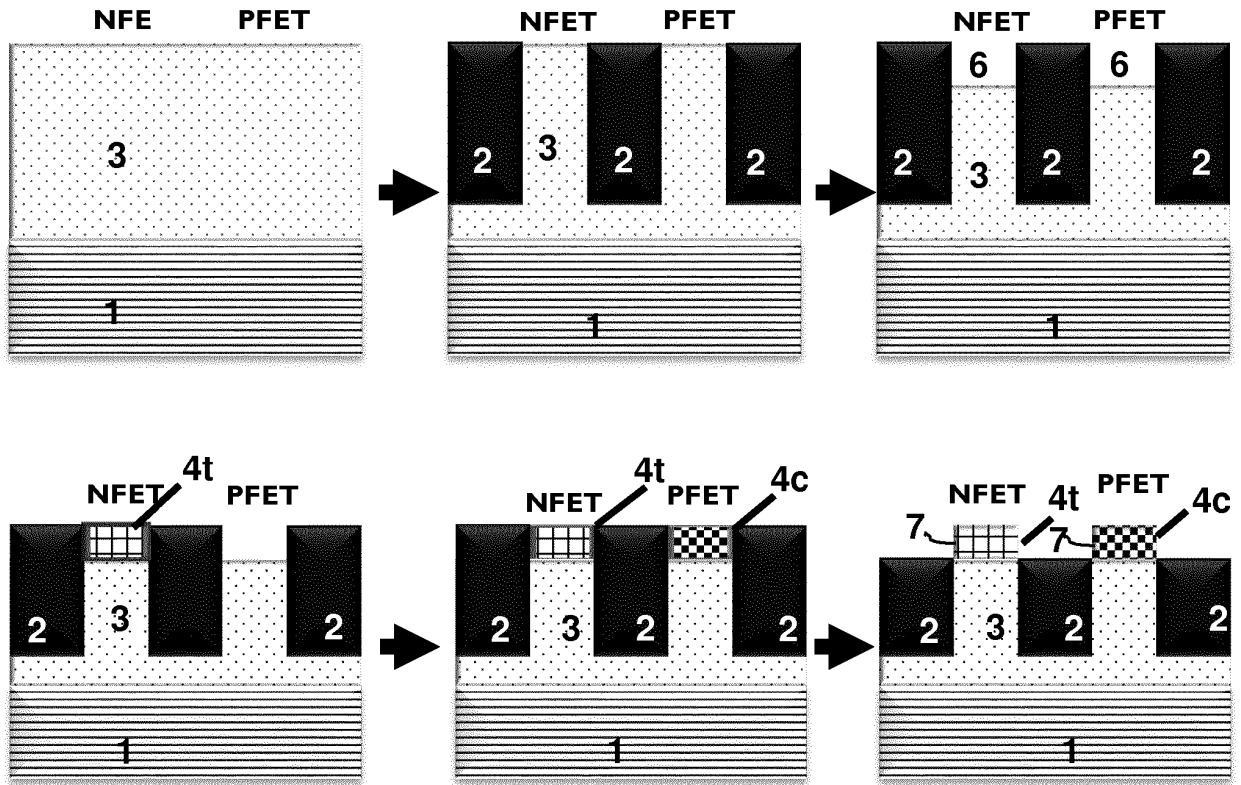 NFE PFET
3
1
NFET PFET
2 3 2 2
1
NFET PFET
6 6
2 3 2 2
1
4t
NFET PFET
2 3 2
1
4t 4c
NFET PFET
2 3 2 2
1
NFET PFET
7 4t 7 4c
2 3 2 2
1